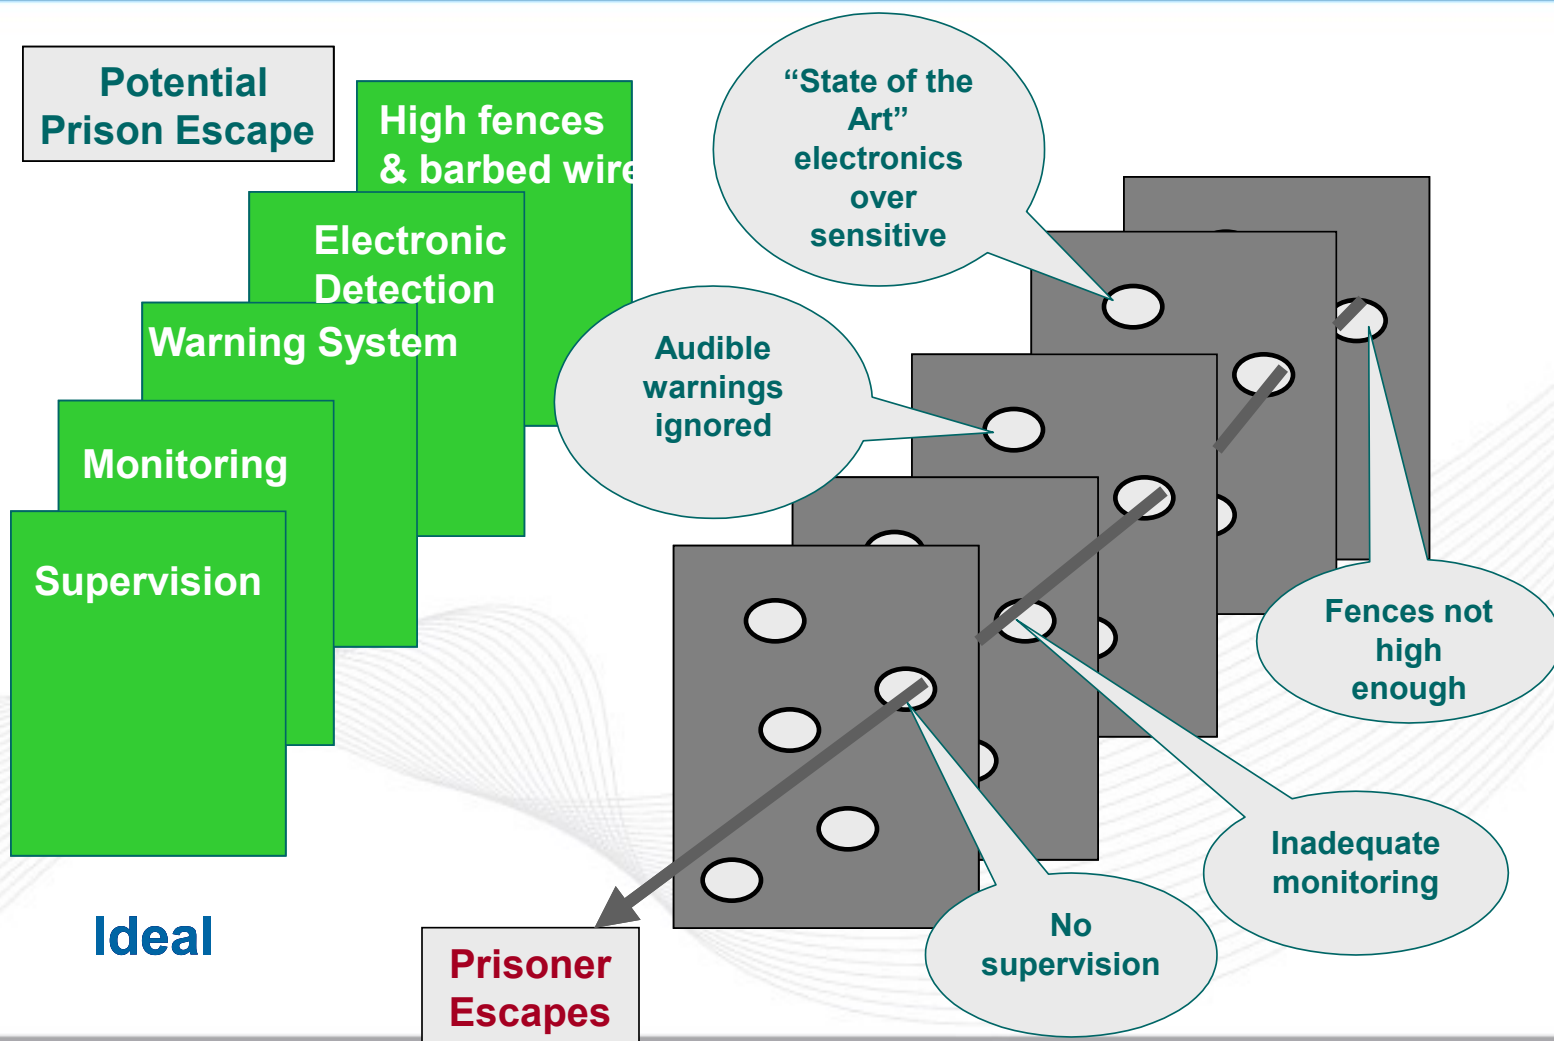 Potential
Prison Escape
High fences
& barbed wire
Electronic
Detection
Warning System
Monitoring
Supervision
Ideal
“State of the
Art”
electronics
over
sensitive
Audible
warnings
ignored
Fences not
high
enough
Inadequate
monitoring
No
supervision
Prisoner
Escapes